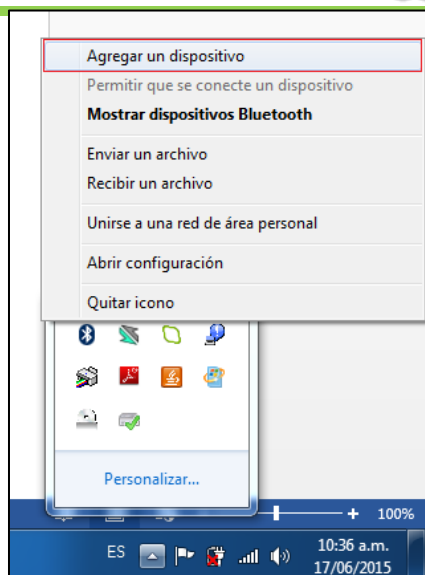 Agregar un dispositivo
Permitir que se conecte un dispositivo
Mostrar dispositivos Bluetooth
Enviar un archivo
Recibir un archivo
Unirse a una red de área personal
Abrir configuración
Quitar icono
Personalizar...
100%
ES
10:36 a.m.
17/06/2015